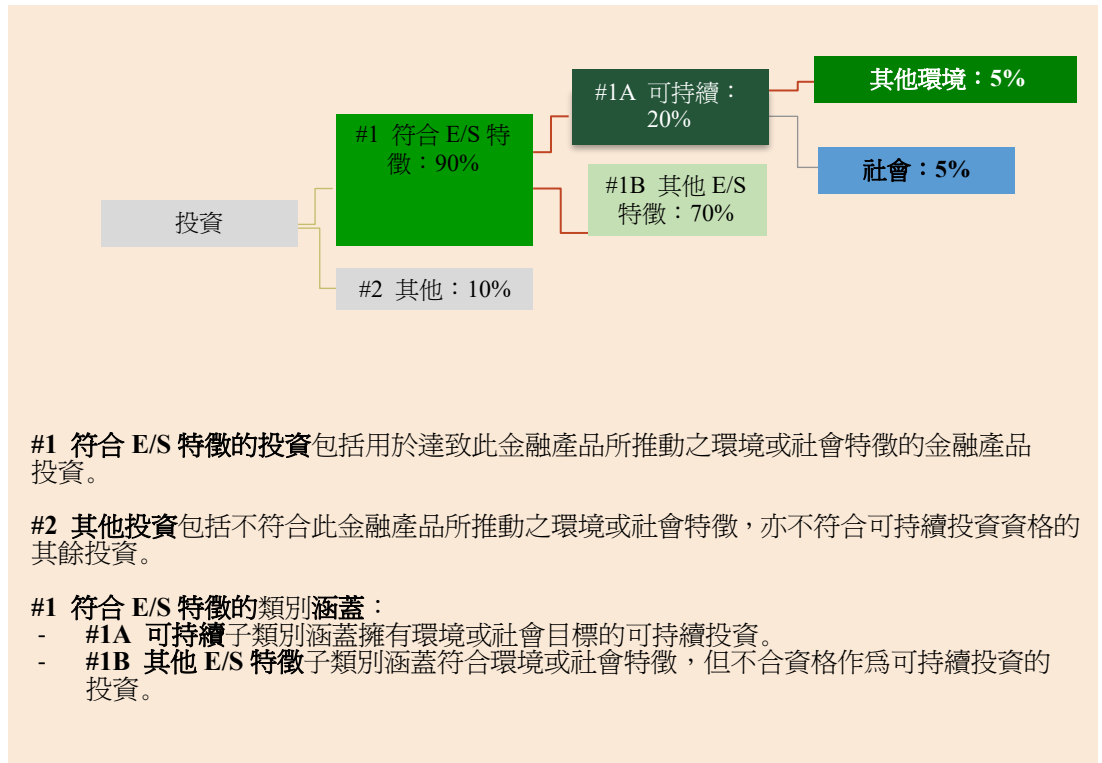 其他環境：5%
#1A 可持續：
20%
#1 符合 E/S 特
徵：90%
社會：5%
#1B 其他 E/S
特徵：70%
投資
#2 其他：10%
#1 符合 E/S 特徵的投資包括用於達致此金融產品所推動之環境或社會特徵的金融產品
投資。
#2 其他投資包括不符合此金融產品所推動之環境或社會特徵，亦不符合可持續投資資格的
其餘投資。
#1 符合 E/S 特徵的類別涵蓋：
- #1A 可持續子類別涵蓋擁有環境或社會目標的可持續投資。
- #1B 其他 E/S 特徵子類別涵蓋符合環境或社會特徵，但不合資格作爲可持續投資的
投資。